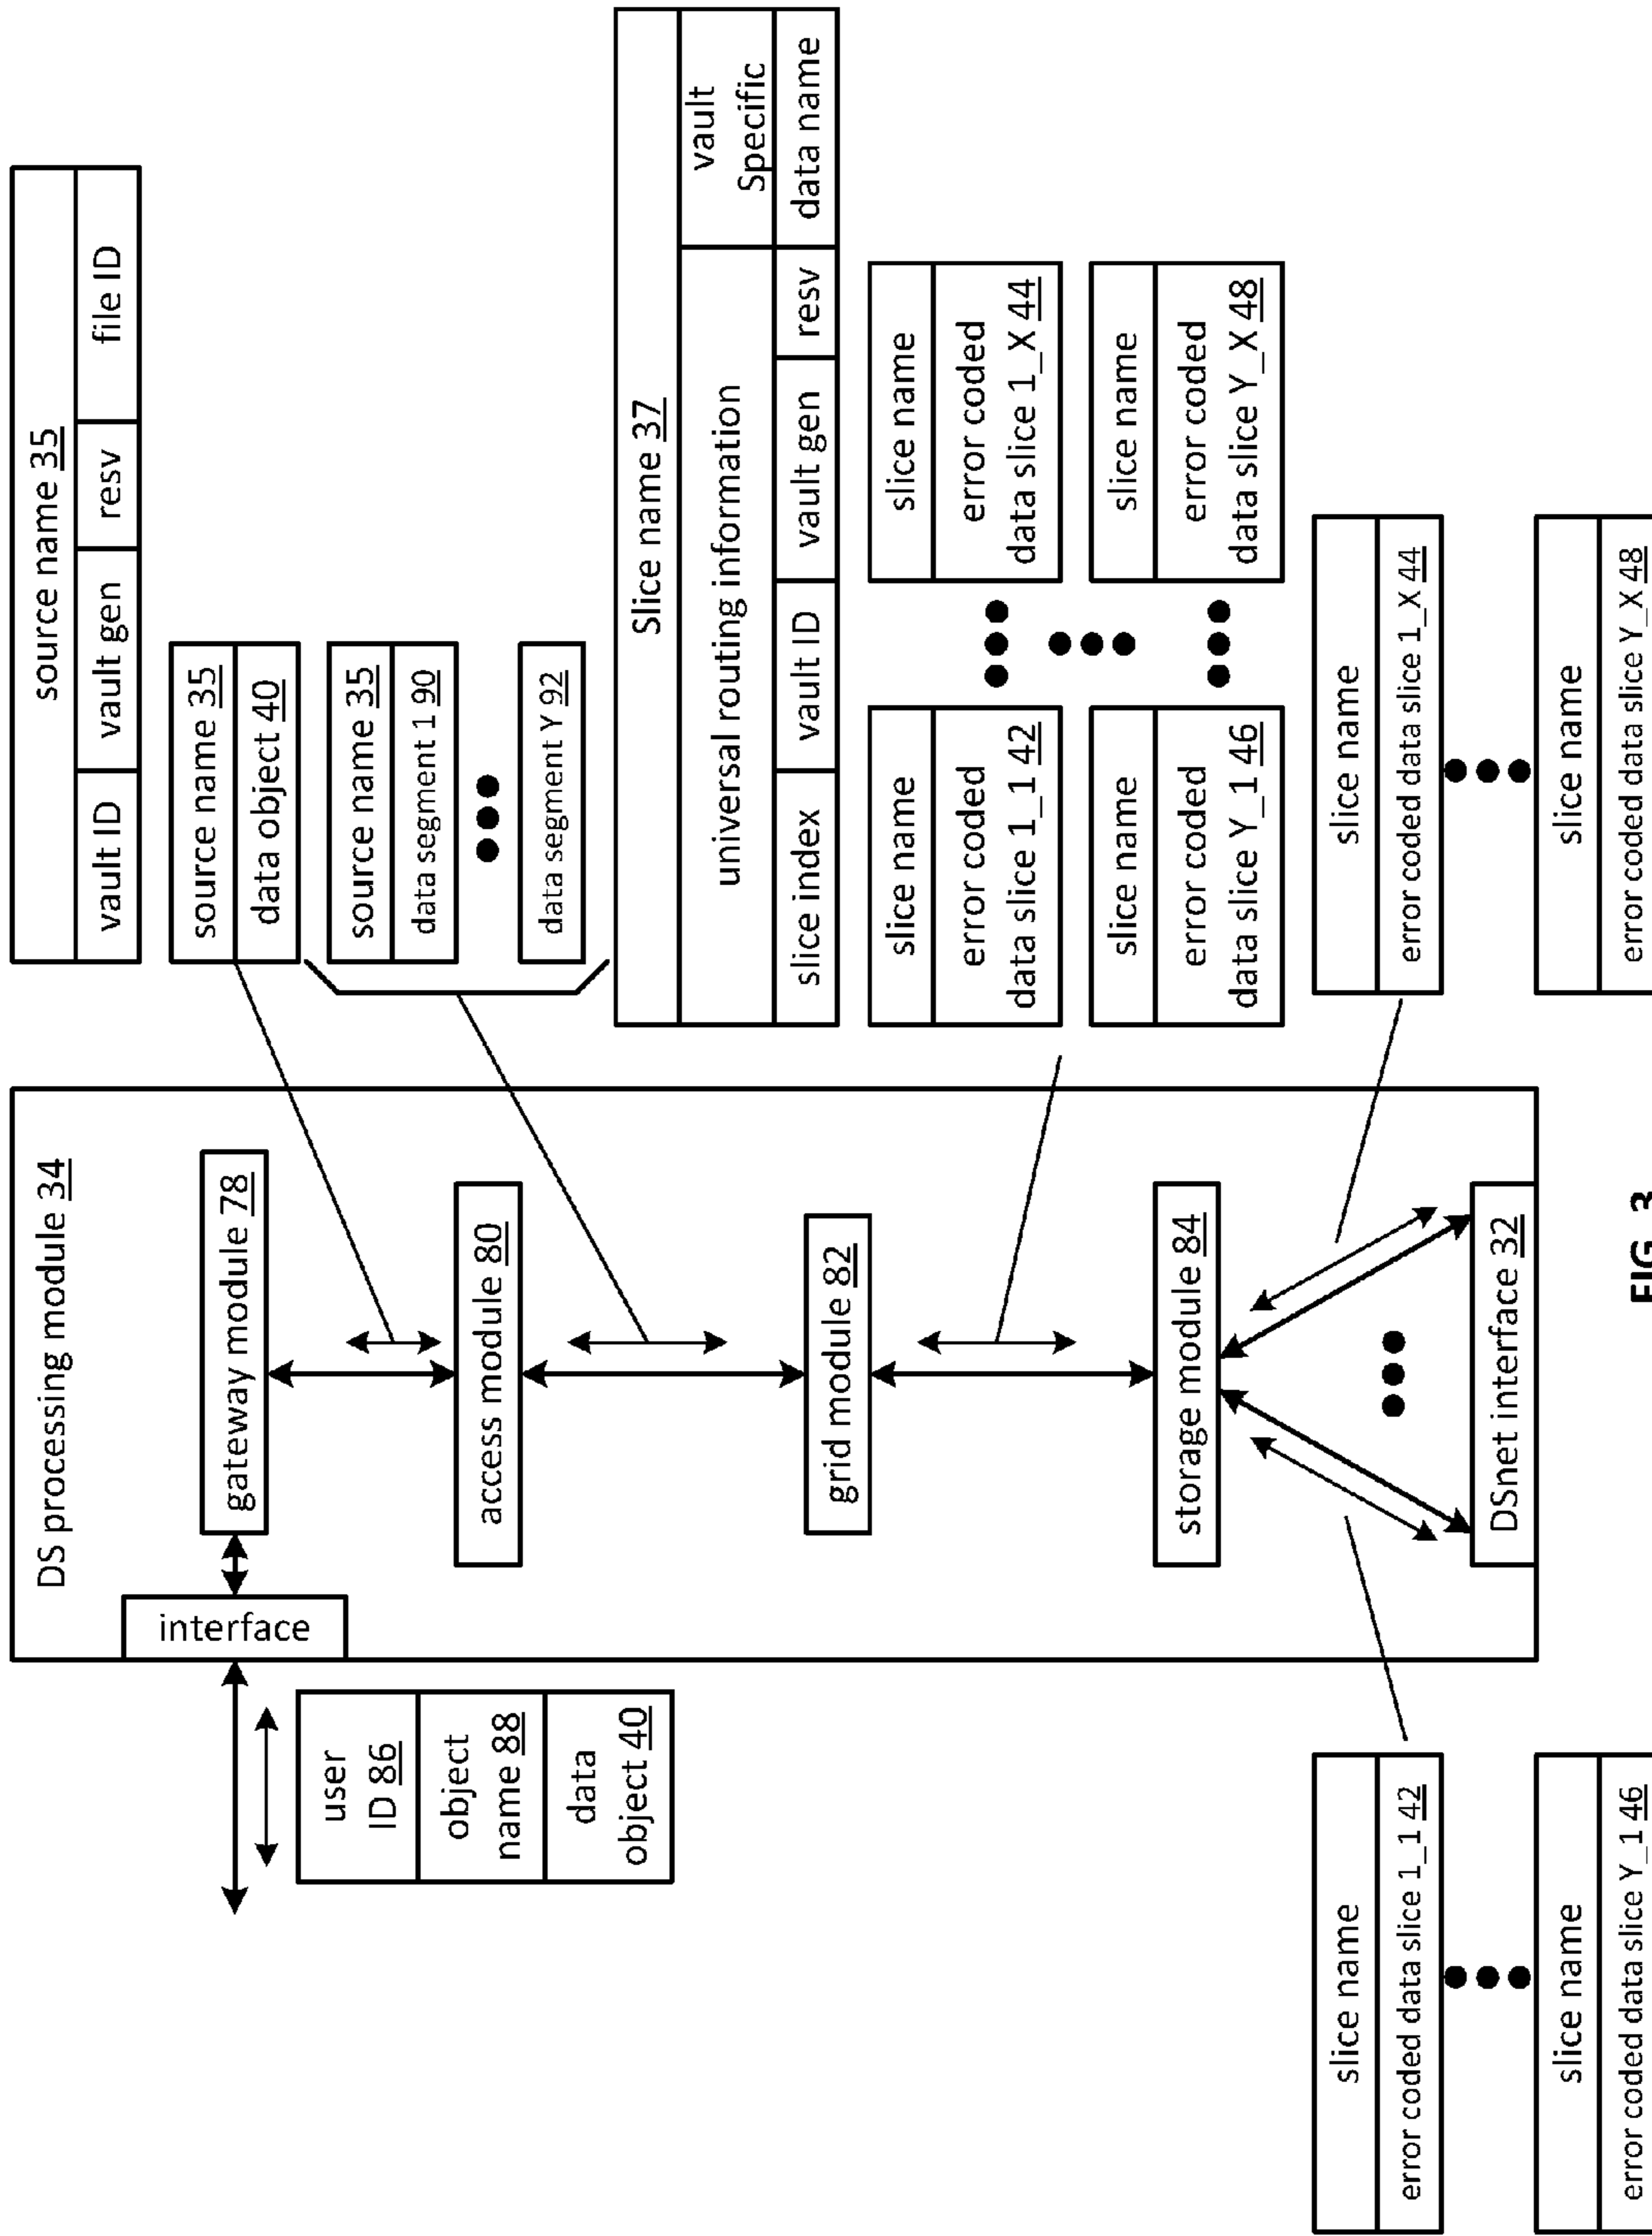 DS processing module 34
interface
gateway module 78
access module 80
grid module 82
storage module 84
DSnet interface 32
user
ID 86
object
name 88
data
object 40
source name 35
vault ID
vault gen
resv
file ID
source name 35
data object 40
source name 35
data segment 1 90
data segment Y 92
Slice name 37
universal routing information
vault
Specific
slice index
vault ID
vault gen
resv
data name
slice name
error coded
data slice 1_1 42
slice name
error coded
data slice 1_X 44
slice name
error coded
data slice Y_1 46
slice name
error coded
data slice Y_X 48
slice name
error coded data slice 1_1 42
slice name
error coded data slice Y_1 46
slice name
error coded data slice 1_X 44
slice name
error coded data slice Y_X 48
FIG. 3